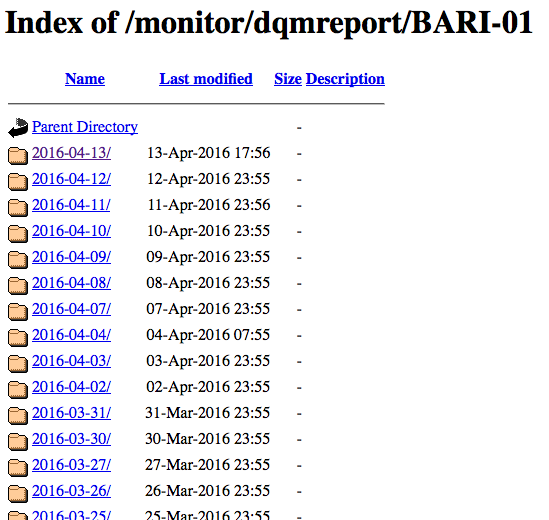 Index of /monitor/dqmreport/BARI-01
Name Last modified Size Description
Parent Directory -
2016-04-13/ 13-Apr-2016 17:56 -
2016-04-12/ 12-Apr-2016 23:55 -
2016-04-11/ 11-Apr-2016 23:56 -
2016-04-10/ 10-Apr-2016 23:55 -
2016-04-09/ 09-Apr-2016 23:55 -
2016-04-08/ 08-Apr-2016 23:55 -
2016-04-07/ 07-Apr-2016 23:55 -
2016-04-04/ 04-Apr-2016 07:55 -
2016-04-03/ 03-Apr-2016 23:55 -
2016-04-02/ 02-Apr-2016 23:55 -
2016-03-31/ 31-Mar-2016 23:55 -
2016-03-30/ 30-Mar-2016 23:55 -
2016-03-27/ 27-Mar-2016 23:55 -
2016-03-26/ 26-Mar-2016 23:55 -
2016-03-25/ 25-Mar-2016 23:55 -